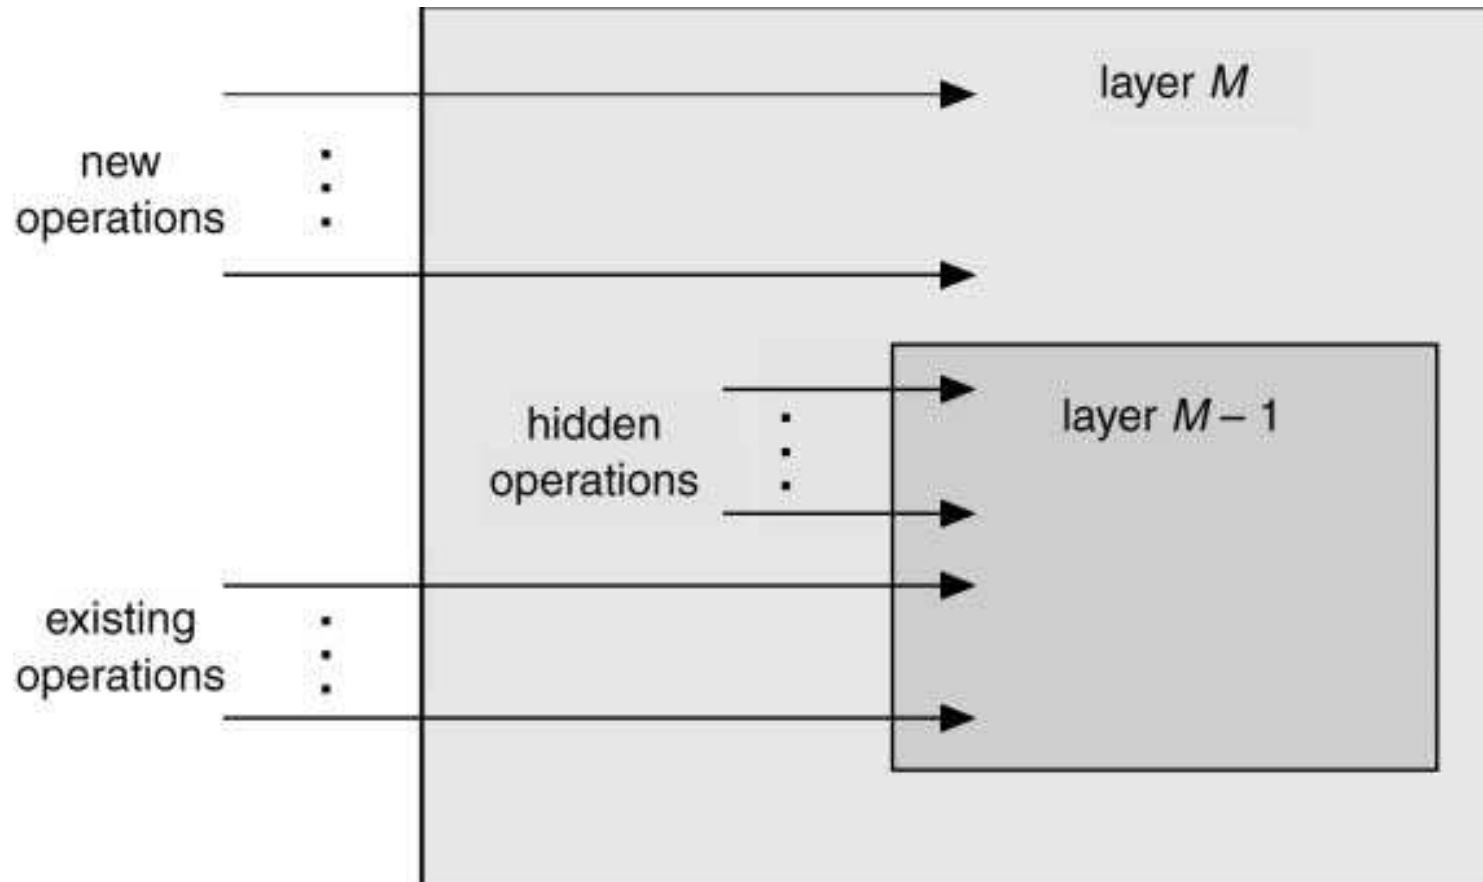 layer M
new
operations
hidden
operations
layer M – 1
existing
operations